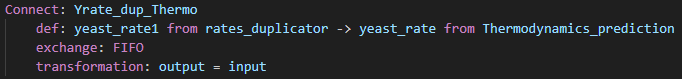 Connect: Yrate_dup_Thermo
def: yeast_rate1 from rates_duplicator -> yeast_rate from Thermodynamics_prediction
exchange: FIFO
transformation: output = input